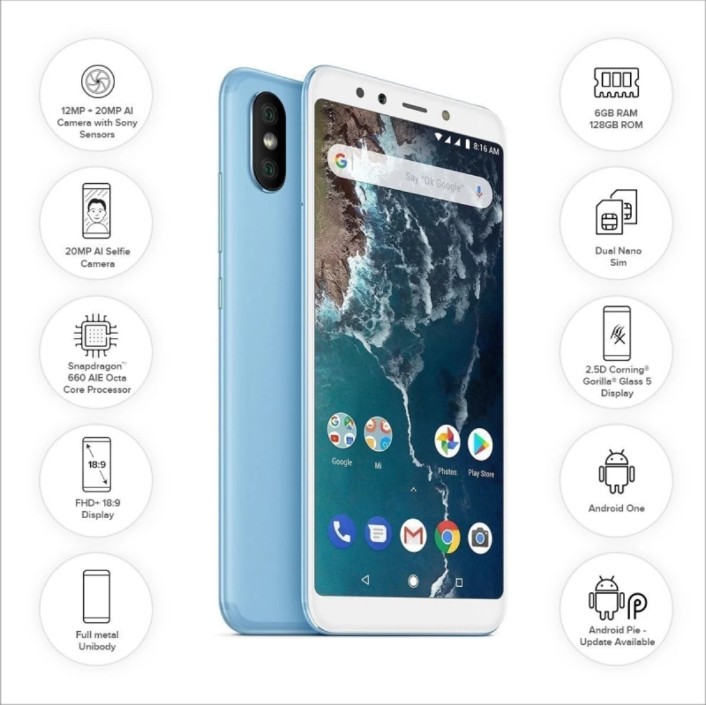 12MP + 20MP AI
Camera with Sony
Sensors
20MP AI Selfie
Camera
Snapdragon™
660 AIE Octa
Core Processor
18:9
FHD+ 18:9
Display
Full metal
Unibody
8:16 AM
G
Say "Ok Google"
Google
Mi
Photos
Play Store
6GB RAM
128GB ROM
Dual Nano
Sim
2.5D Corning®
Gorilla® Glass 5
Display
Android One
Android Pie -
Update Available